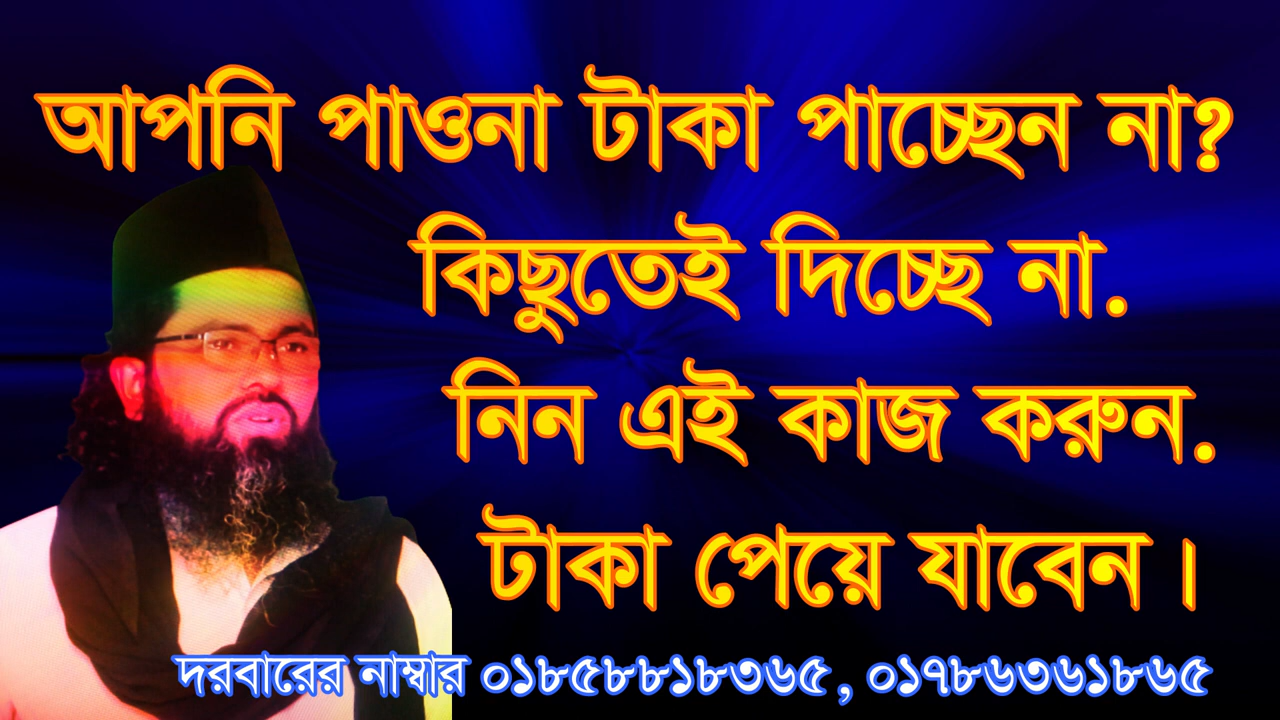 আপনি পাওনা টাকা পাচ্ছেন না?
কিছুতেই দিচ্ছে না.
নিন এই কাজ করুন.
টাকা পেয়ে যাবেন।
দরবারের নাম্বার ০১৮৫৮৮১৮৩৬৫, ০১৭৮৬৩৬১৮৬৫